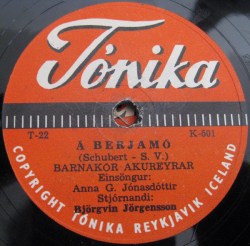 Tónika
T-22 K-501
Á BERJAMÓ
(Schubert - S. V.)
BARNAKÓR AKUREYRAR
Einsöngur:
Anna G. Jónasdóttir
Stjórnandi:
Björgvin Jörgensson
COPYRIGHT TÓNIKA REYKJAVÍK ICELAND